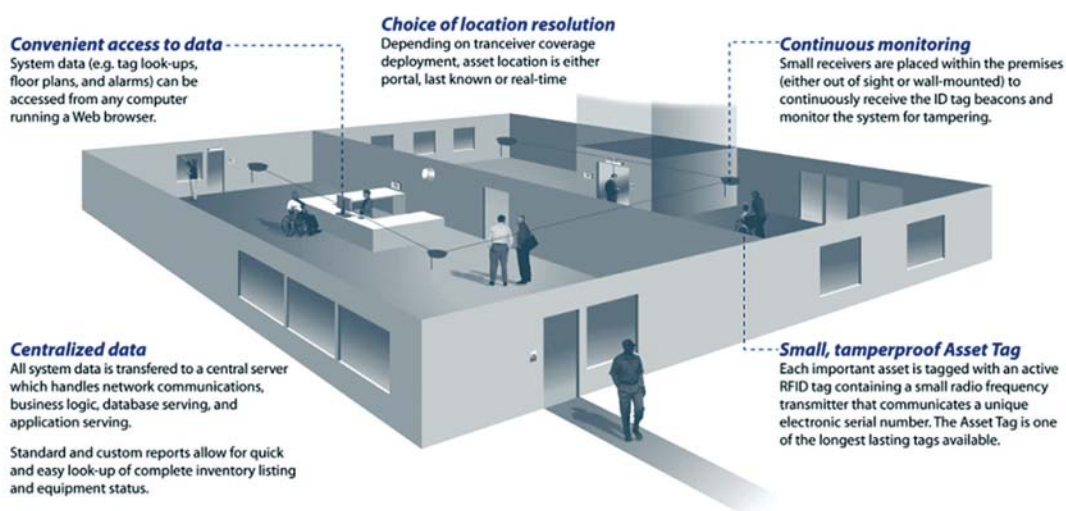 Convenient access to data
System data (e.g. tag look-ups,
floor plans, and alarms) can be
accessed from any computer
running a Web browser.
Choice of location resolution
Depending on tranceiver coverage
deployment, asset location is either
portal, last known or real-time
Continuous monitoring
Small receivers are placed within the premises
(either out of sight or wall-mounted) to
continuously receive the ID tag beacons and
monitor the system for tampering.
Centralized data
All system data is transfered to a central server
which handles network communications,
business logic, database serving, and
application serving.
Standard and custom reports allow for quick
and easy look-up of complete inventory listing
and equipment status.
Small, tamperproof Asset Tag
Each important asset is tagged with an active
RFID tag containing a small radio frequency
transmitter that communicates a unique
electronic serial number. The Asset Tag is one
of the longest lasting tags available.